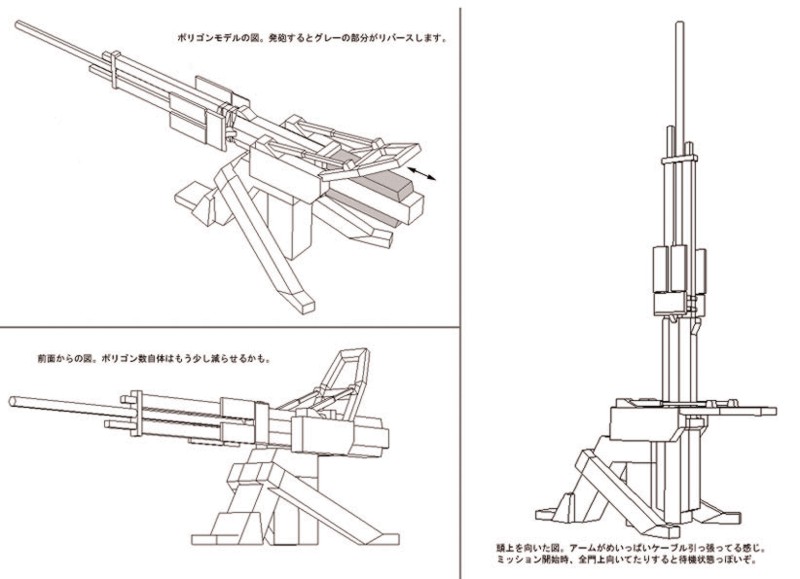 ポリゴンモデルの図。発砲するとグレーの部分がリバースします。
前面からの図。ポリゴン数自体はもう少し減らせるかも。
頭上を向いた図。アームがめいっぱいケーブル引っ張ってる感じ。
ミッション開始時、全門上向いてたりすると待機状態っぽいぞ。